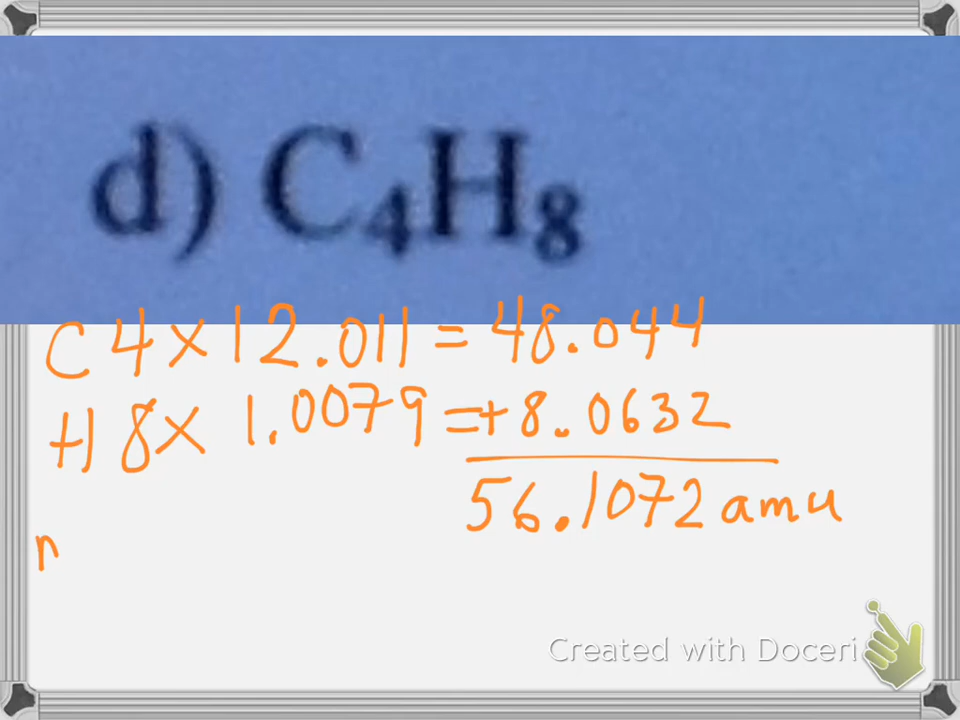 d) C₄H₈
C 4 × 12.011 = 48.044
H 8 × 1.0079 = + 8.0632
56.1072 amu
n
Created with Doceri